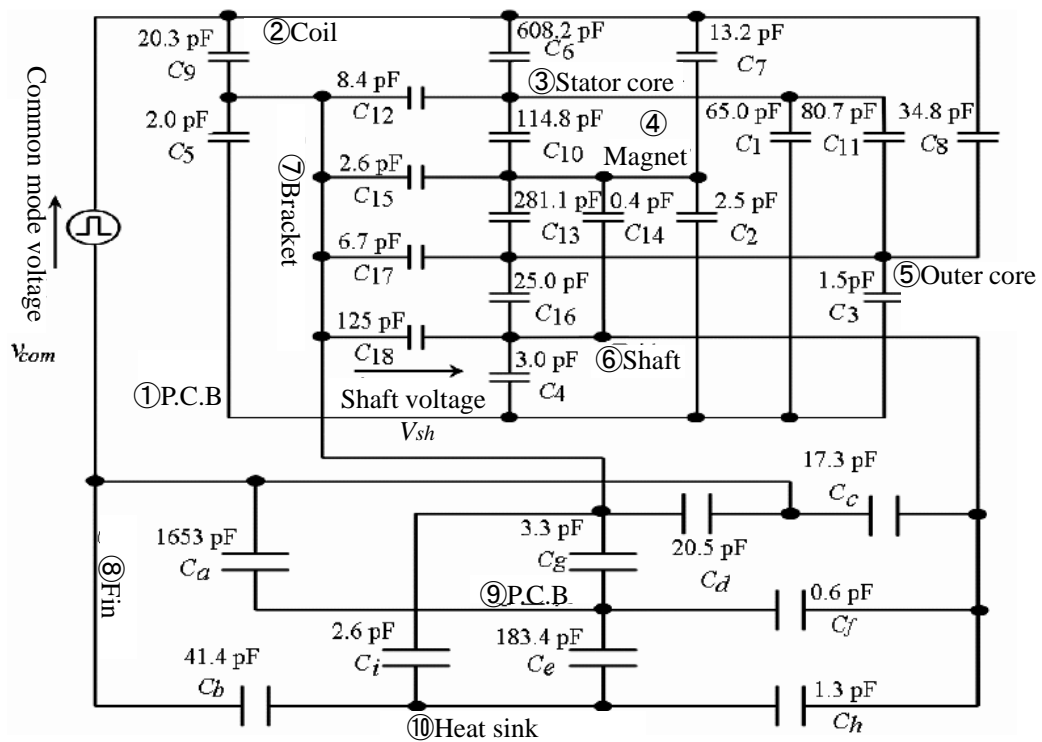 20.3 pF
C9
②Coil
608.2 pF
C6
13.2 pF
C7
8.4 pF
C12
③Stator core
2.0 pF
C5
114.8 pF
C10
④
Magnet
65.0 pF
C1
80.7 pF
C11
34.8 pF
C8
Common mode voltage
vcom
⑦Bracket
2.6 pF
C15
281.1 pF
C13
0.4 pF
C14
2.5 pF
C2
6.7 pF
C17
25.0 pF
C16
⑤Outer core
1.5pF
C3
125 pF
C18
⑥Shaft
3.0 pF
C4
①P.C.B
Shaft voltage
Vsh
17.3 pF
Cc
1653 pF
Ca
⑧Fin
3.3 pF
Cg
20.5 pF
Cd
⑨P.C.B
0.6 pF
Cf
2.6 pF
Ci
183.4 pF
Ce
41.4 pF
Cb
1.3 pF
Ch
⑩Heat sink